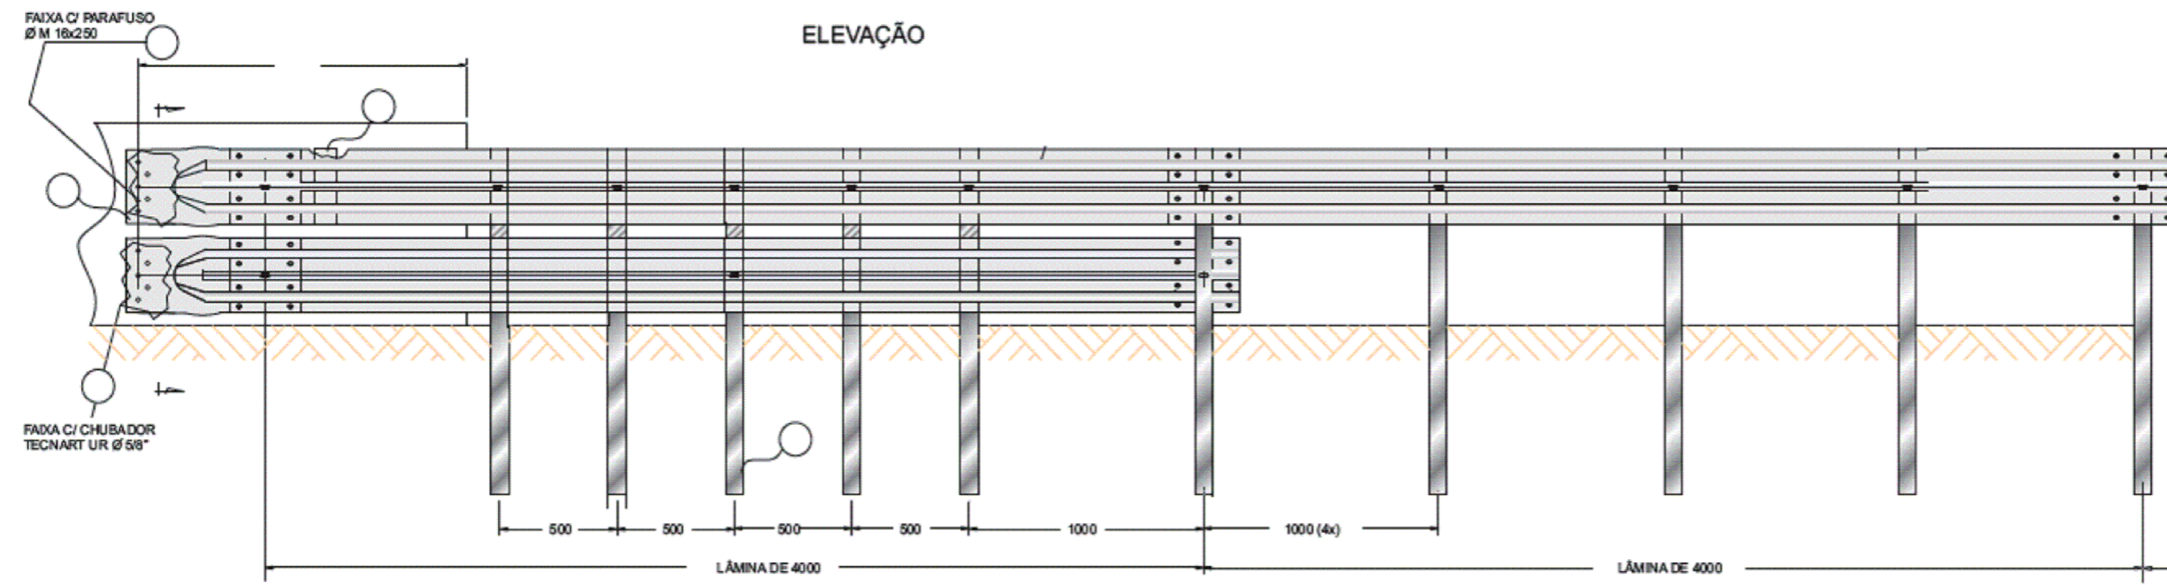 FAIXA C/ PARAFUSO
Ø M 16x250
ELEVAÇÃO
FAIXA C/ CHUBADOR
TECNART UR Ø 5/8"
500
500
500
500
1000
1000 (4x)
LÂMINA DE 4000
LÂMINA DE 4000